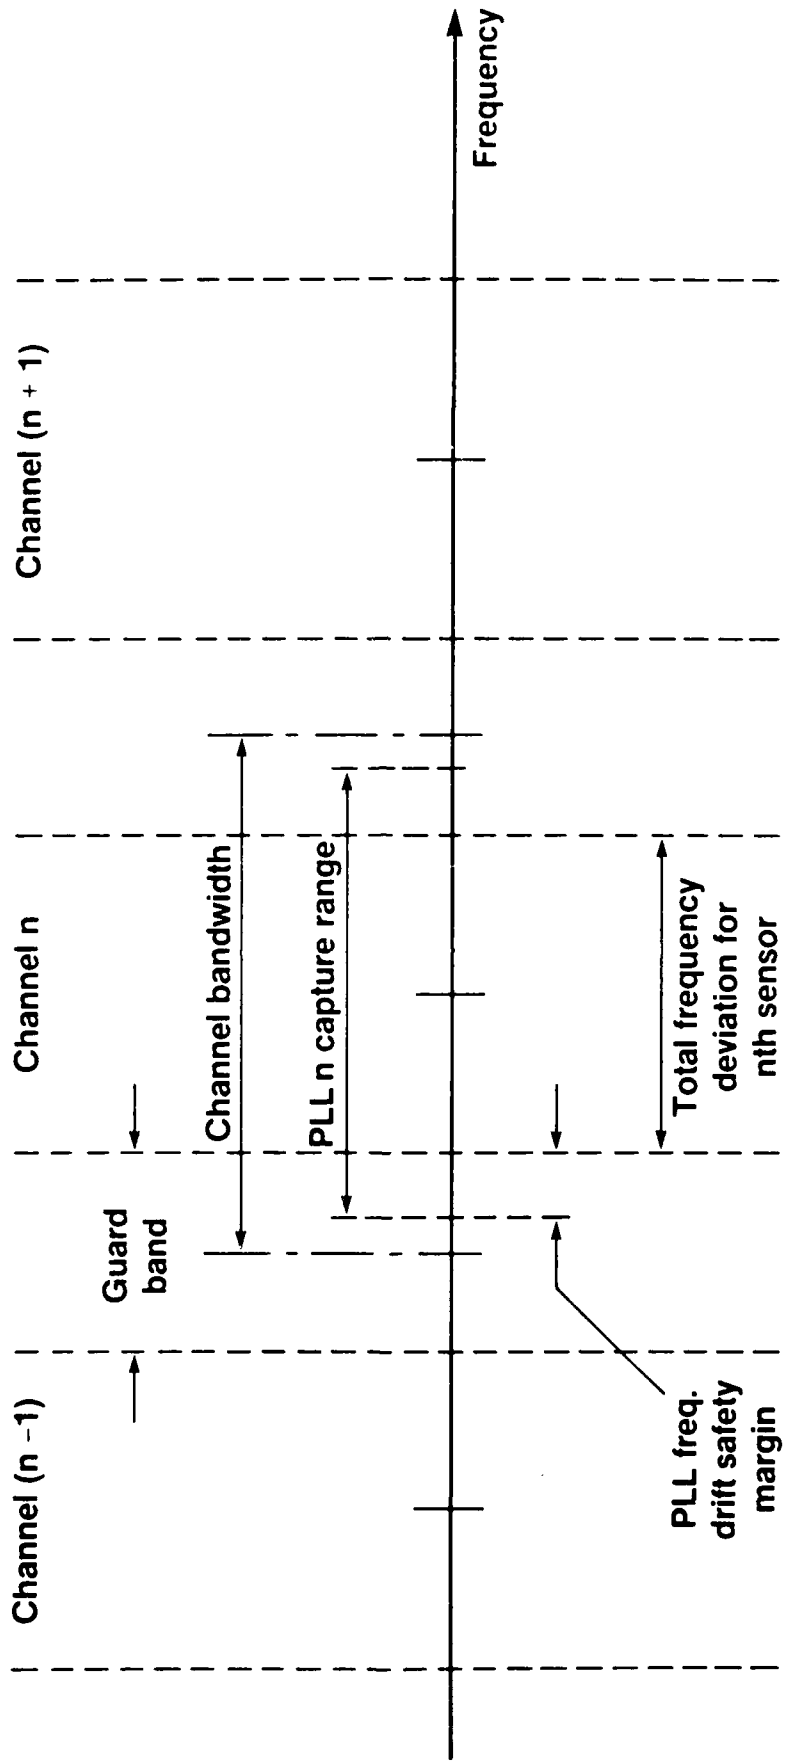 Channel (n −1)
Channel n
Channel (n + 1)
Guard
band
Channel bandwidth
PLL n capture range
Frequency
PLL freq.
drift safety
margin
Total frequency
deviation for
nth sensor